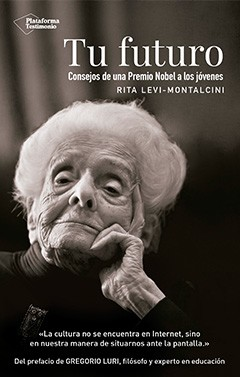 Plataforma
Testimonio
Tu futuro
Consejos de una Premio Nobel a los jóvenes
RITA LEVI-MONTALCINI
«La cultura no se encuentra en Internet, sino
en nuestra manera de situarnos ante la pantalla.»
Del prefacio de GREGORIO LURI, filósofo y experto en educación